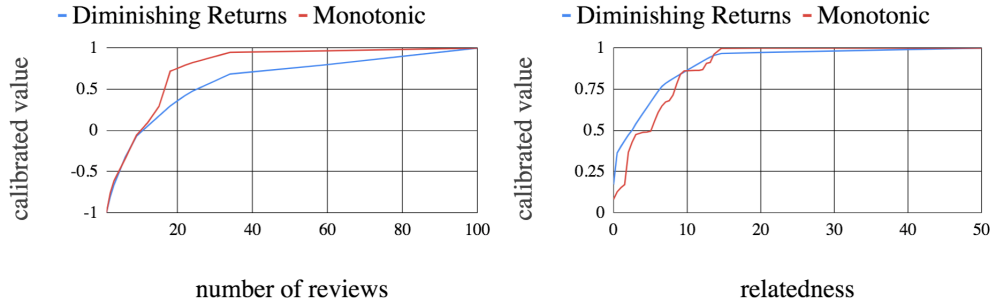 Diminishing Returns Monotonic
calibrated value
1
0.5
0
-0.5
-1
20 40 60 80 100
number of reviews
Diminishing Returns Monotonic
calibrated value
1
0.75
0.5
0.25
0
0 10 20 30 40 50
relatedness